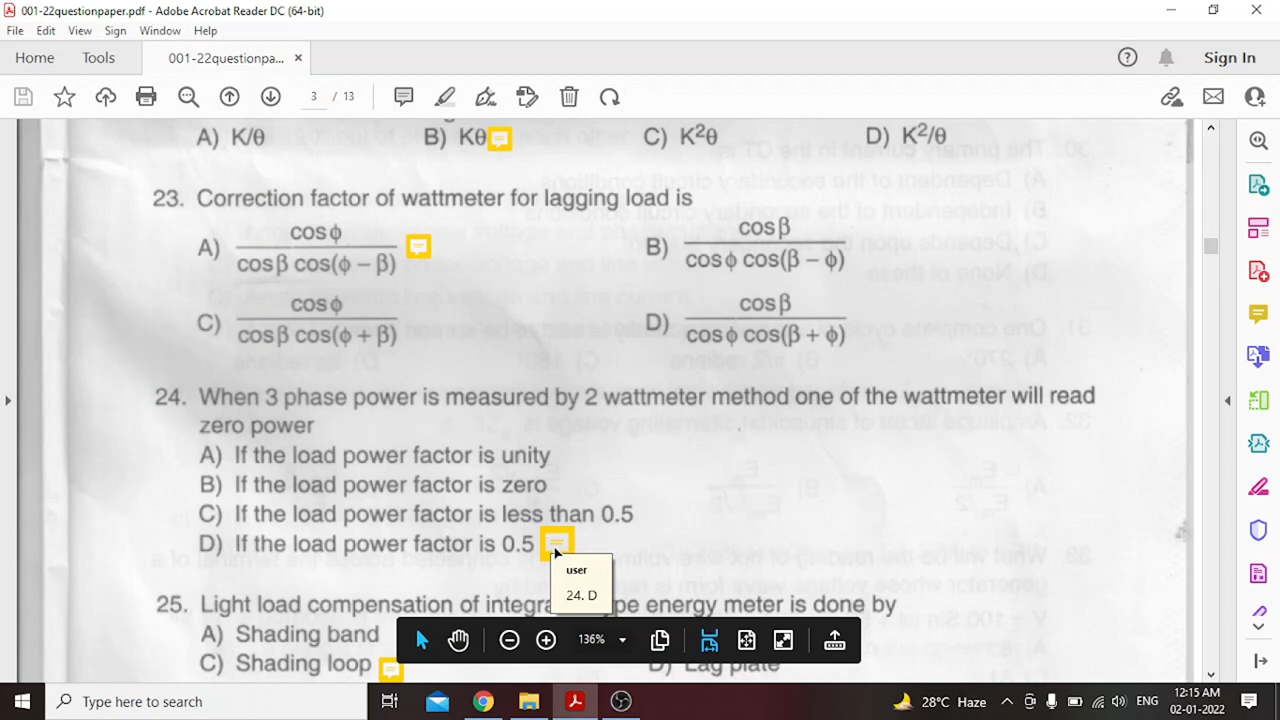 001-22questionpaper.pdf - Adobe Acrobat Reader DC (64-bit)
File Edit View Sign Window Help
Home Tools 001-22questionpa... × Sign In
3 / 13
A) K/θ B) Kθ C) K²θ D) K²/θ
23. Correction factor of wattmeter for lagging load is
A) cosϕ / cosβ cos(ϕ – β) B) cosβ / cosϕ cos(β – ϕ)
C) cosϕ / cosβ cos(ϕ + β) D) cosβ / cosϕ cos(β + ϕ)
24. When 3 phase power is measured by 2 wattmeter method one of the wattmeter will read
zero power
A) If the load power factor is unity
B) If the load power factor is zero
C) If the load power factor is less than 0.5
D) If the load power factor is 0.5
user
24. D
25. Light load compensation of energy meter is done by
A) Shading band
C) Shading loop D) Lag plate
136%
Type here to search
28°C Haze ENG 12:15 AM
02-01-2022